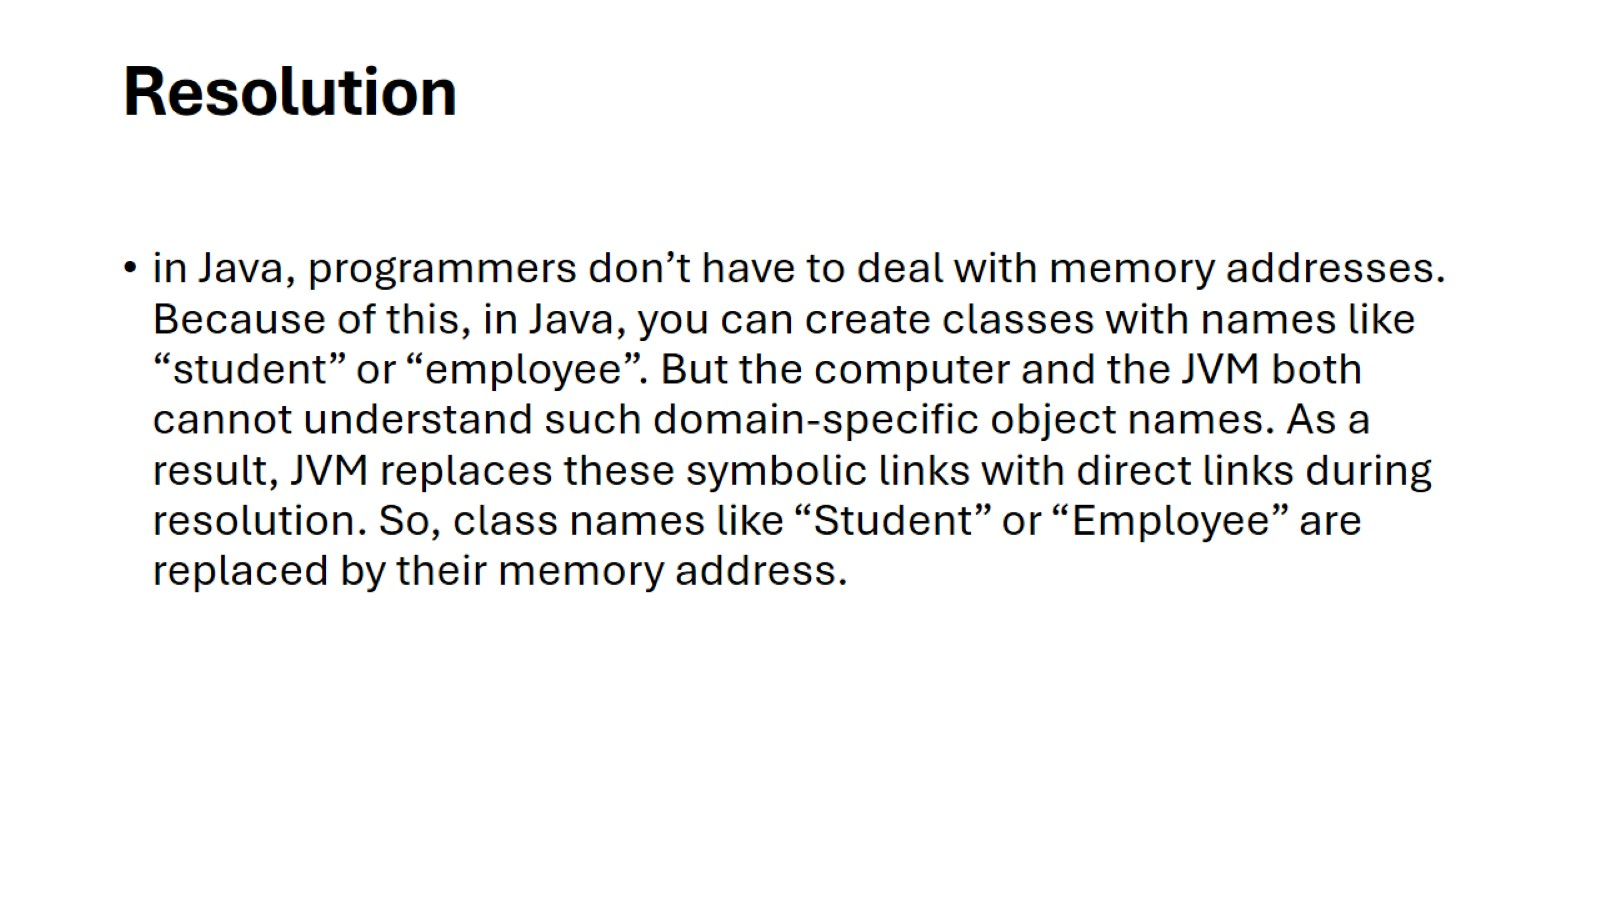 Resolution
• in Java, programmers don’t have to deal with memory addresses.
Because of this, in Java, you can create classes with names like
“student” or “employee”. But the computer and the JVM both
cannot understand such domain-specific object names. As a
result, JVM replaces these symbolic links with direct links during
resolution. So, class names like “Student” or “Employee” are
replaced by their memory address.